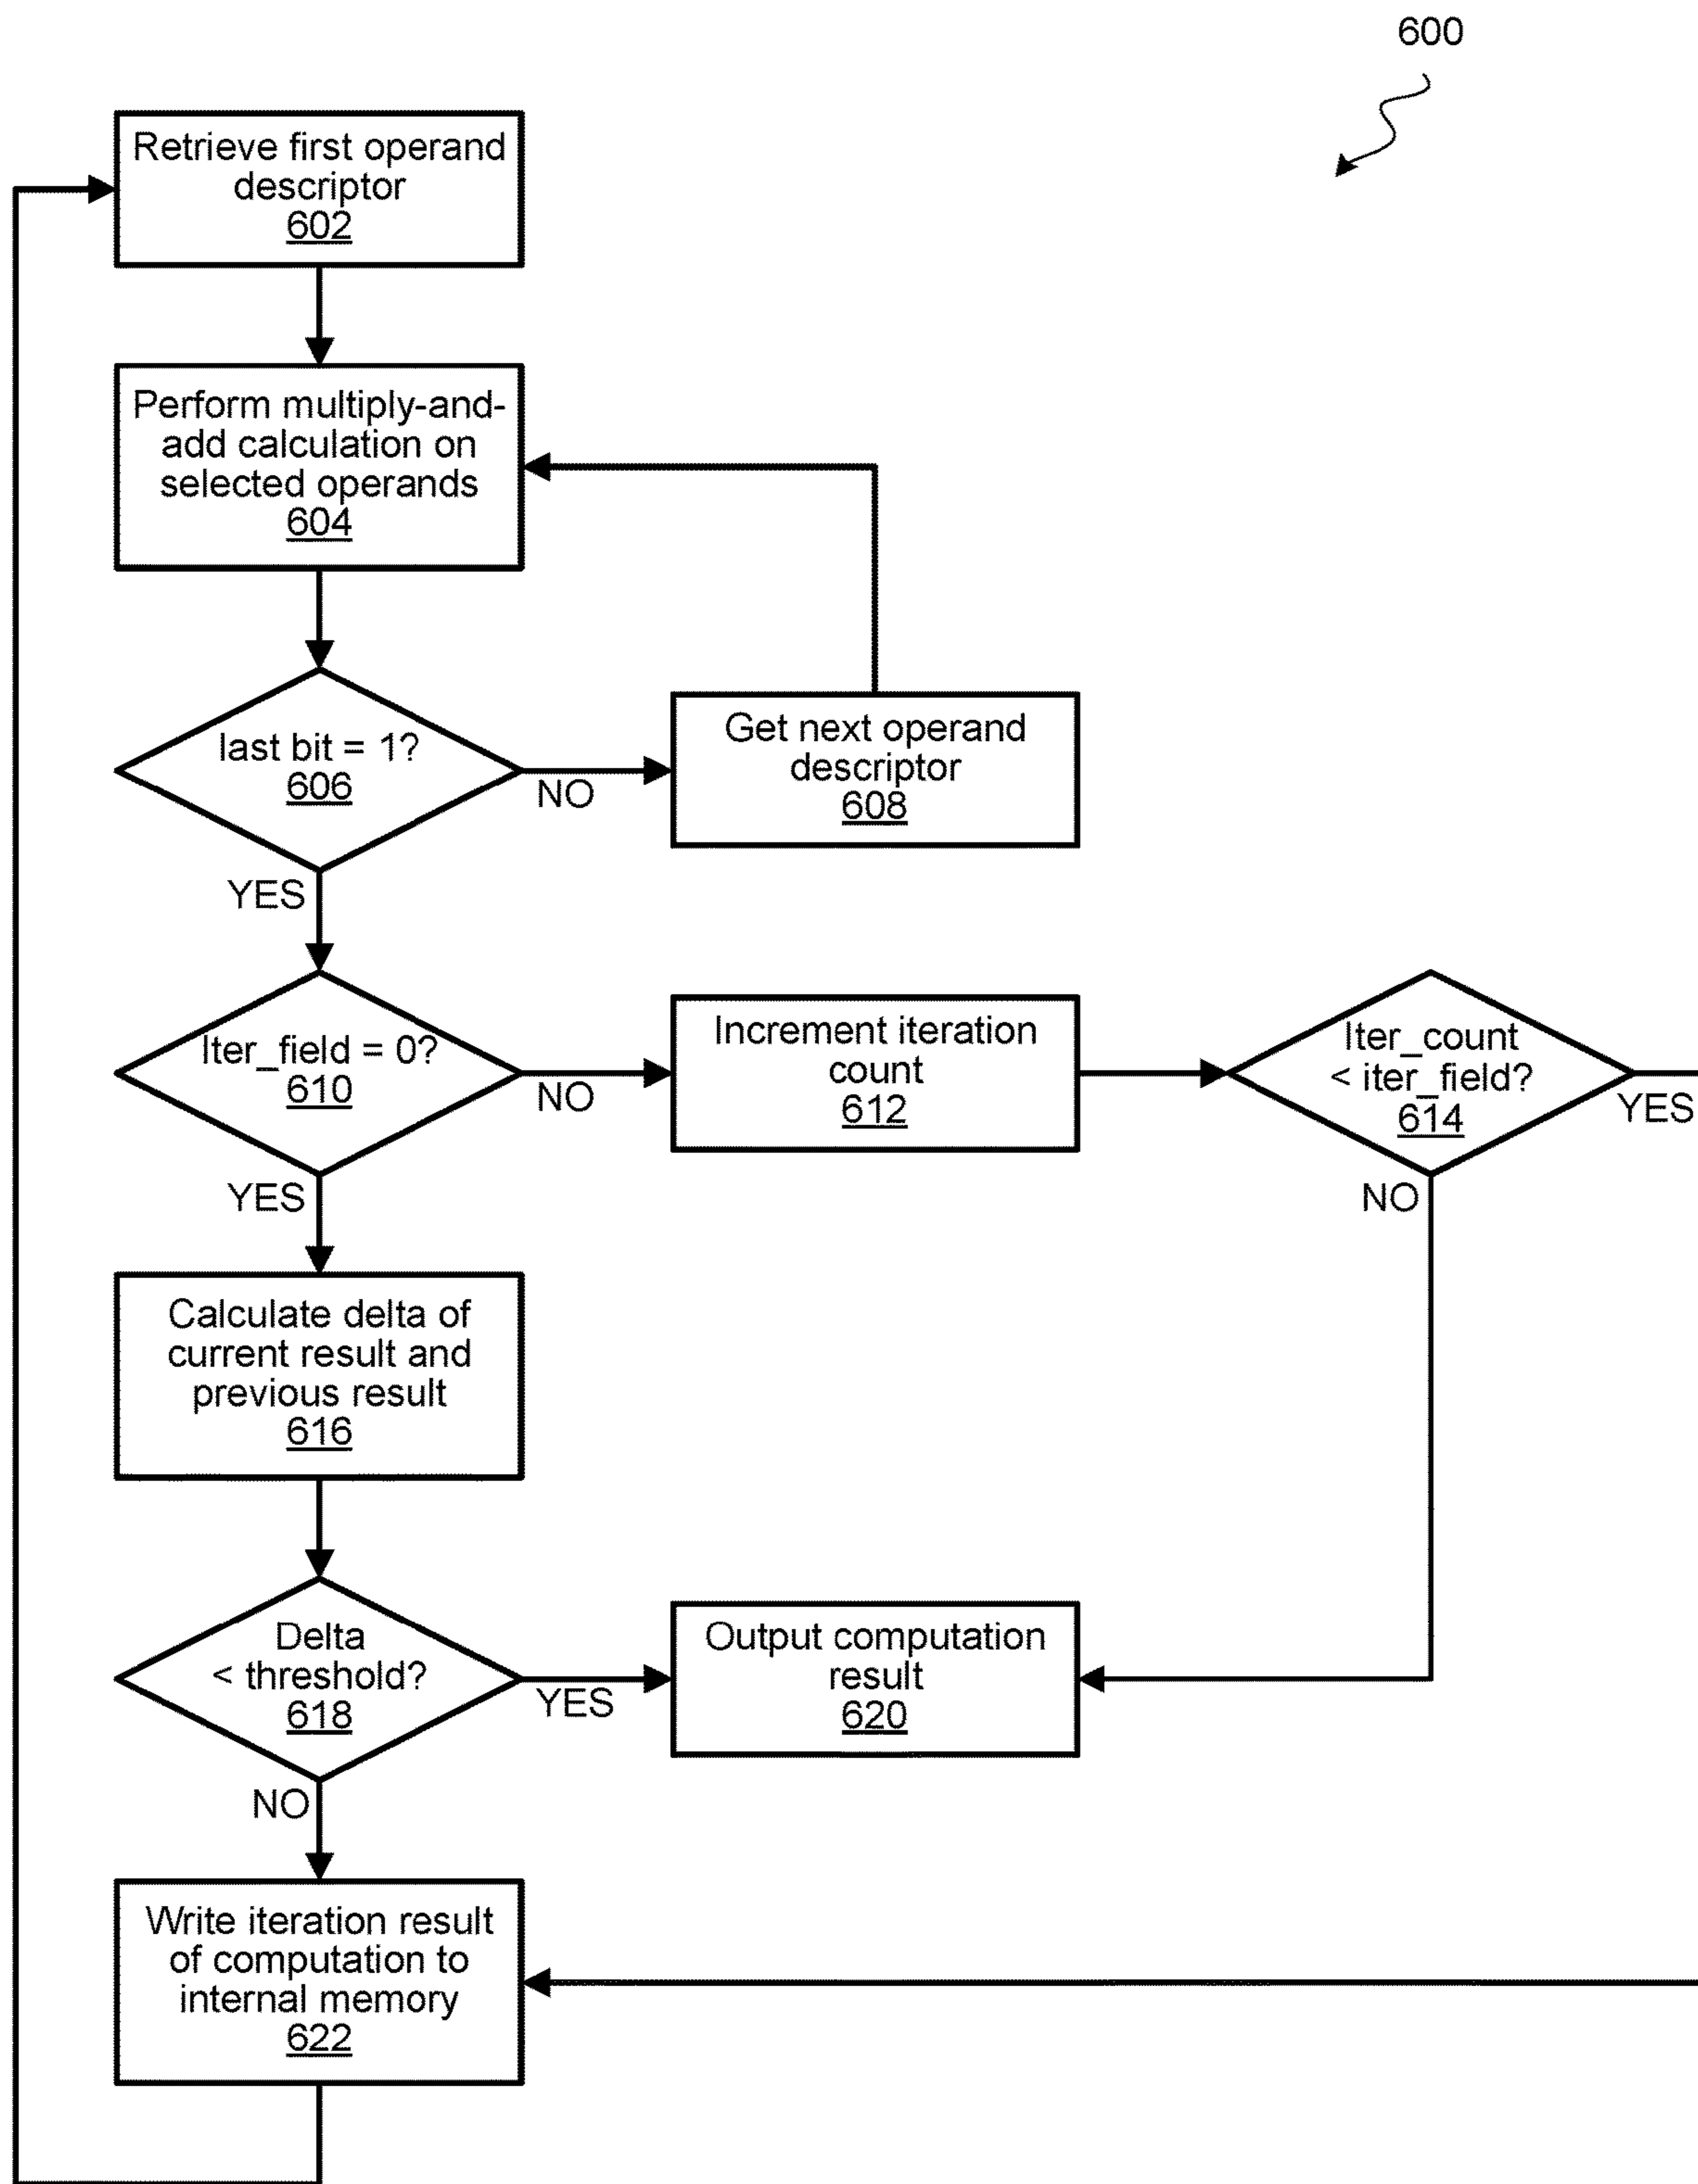 600
Retrieve first operand
descriptor
602
Perform multiply-and-
add calculation on
selected operands
604
last bit = 1?
606
NO
YES
Get next operand
descriptor
608
Iter_field = 0?
610
NO
YES
Increment iteration
count
612
Iter_count
< iter_field?
614
YES
NO
Calculate delta of
current result and
previous result
616
Delta
< threshold?
618
YES
NO
Output computation
result
620
Write iteration result
of computation to
internal memory
622